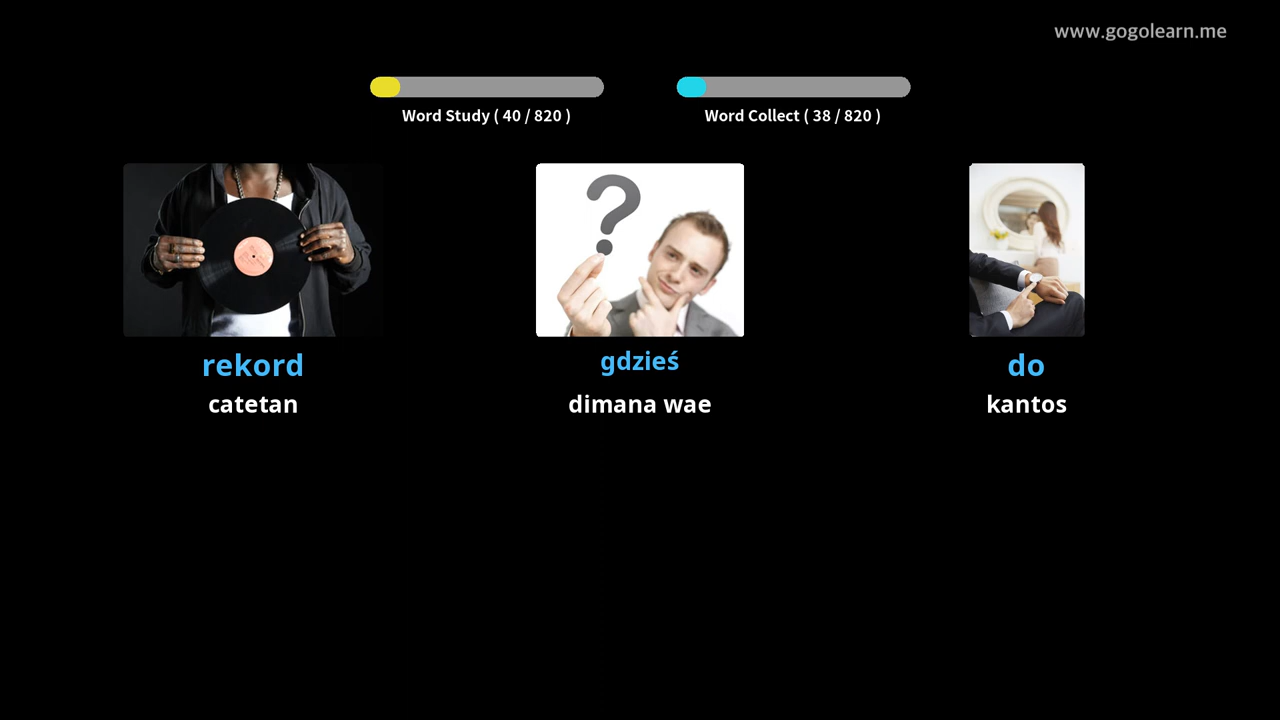 www.gogolearn.me
Word Study ( 40 / 820 )
Word Collect ( 38 / 820 )
rekord
catetan
gdzieś
dimana wae
do
kantos